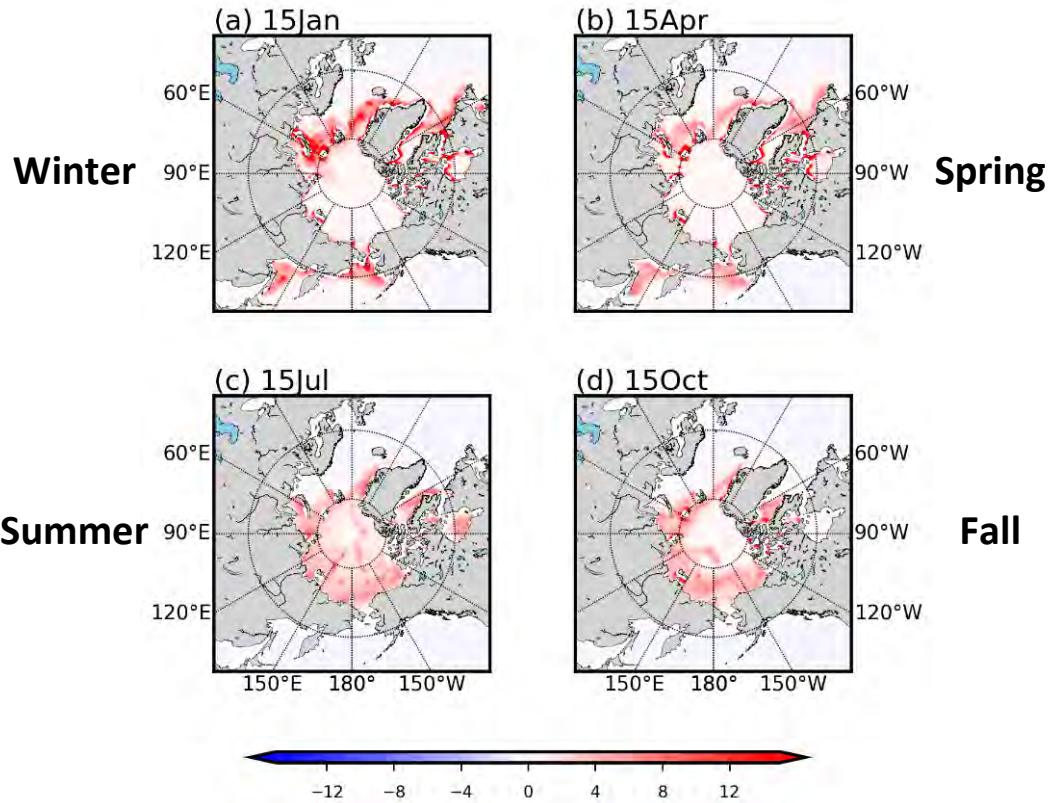 (a) 15Jan
(b) 15Apr
60°E
60°W
Winter
90°E
90°W
Spring
120°E
120°W
(c) 15Jul
(d) 15Oct
60°E
60°W
Summer
90°E
90°W
Fall
120°E
120°W
150°E 180° 150°W
150°E 180° 150°W
−12 −8 −4 0 4 8 12